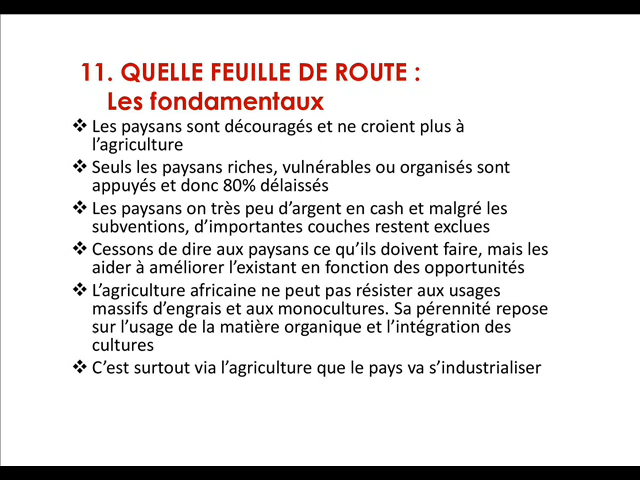 11. QUELLE FEUILLE DE ROUTE :
Les fondamentaux
❖ Les paysans sont découragés et ne croient plus à
l’agriculture
❖ Seuls les paysans riches, vulnérables ou organisés sont
appuyés et donc 80% délaissés
❖ Les paysans on très peu d’argent en cash et malgré les
subventions, d’importantes couches restent exclues
❖ Cessons de dire aux paysans ce qu’ils doivent faire, mais les
aider à améliorer l’existant en fonction des opportunités
❖ L’agriculture africaine ne peut pas résister aux usages
massifs d’engrais et aux monocultures. Sa pérennité repose
sur l’usage de la matière organique et l’intégration des
cultures
❖ C’est surtout via l’agriculture que le pays va s’industrialiser